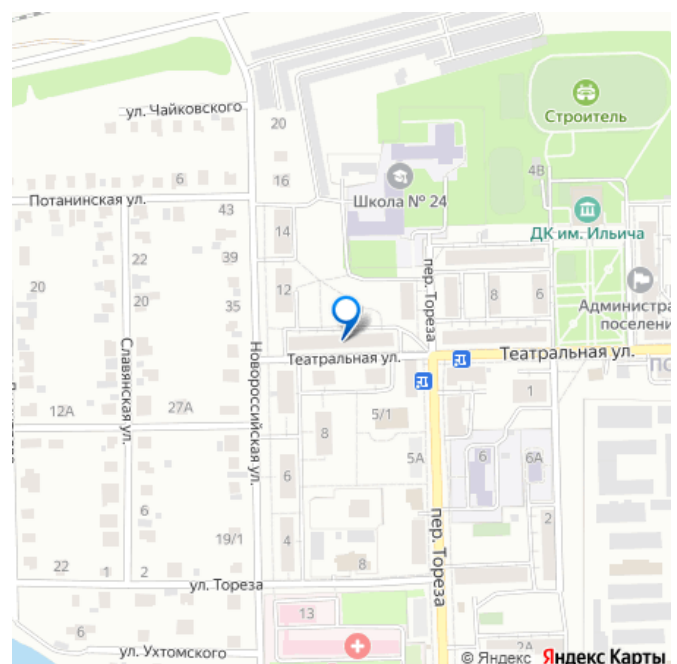 Строитель
ул. Чайковского
20
4В
6
16
Школа № 24
Потанинская ул.
43
ДК им. Ильича
14
22
39
пер. Тореза
20
12
8
6
Администра
поселени
20
35
Театральная ул.
Театральная ул.
ПО
Славянская ул.
Новороссийская ул.
12А
27А
5/1
1
8
5А
6
6А
6
6
пер. Тореза
19/1
4
2
22
1
2
8
ул. Тореза
13
6
2А
ул. Ухтомского
© Яндекс Яндекс Карты